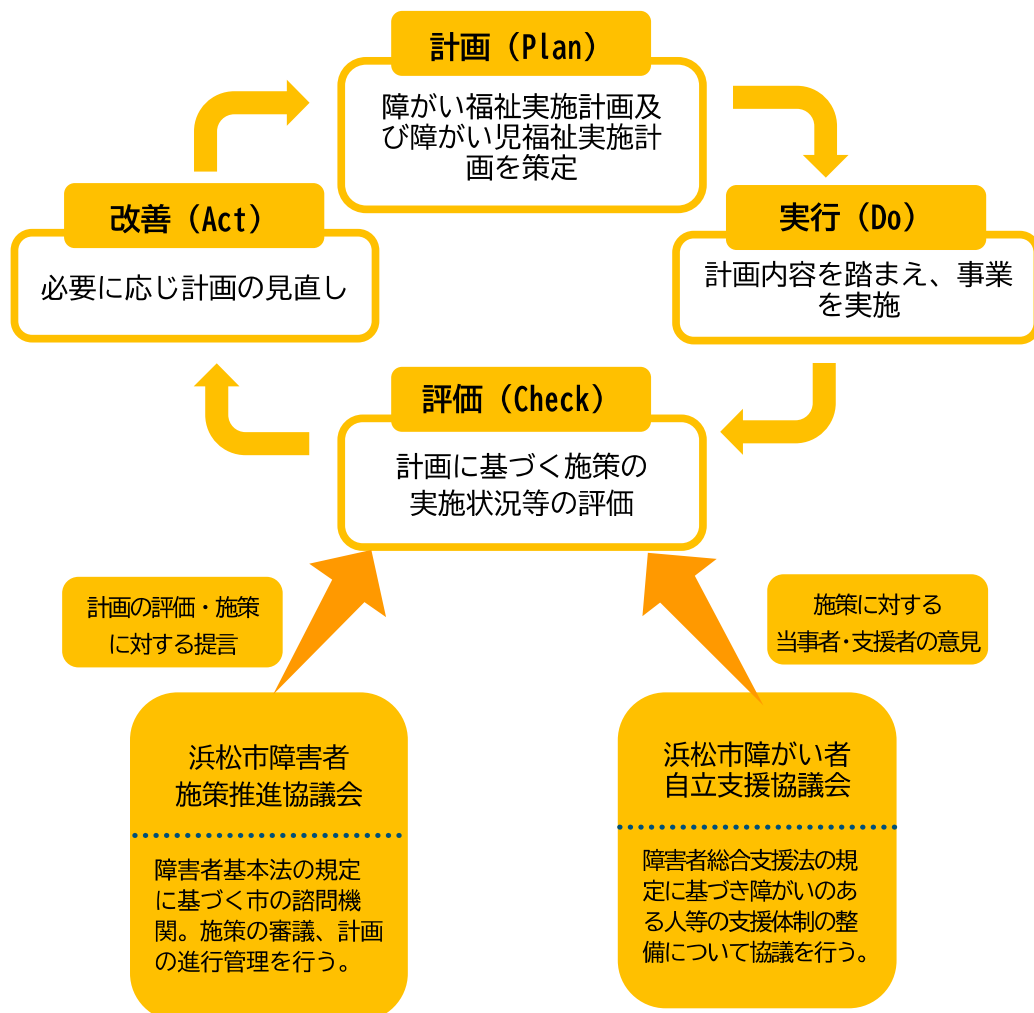 計画（Plan）
障がい福祉実施計画及
び障がい児福祉実施計
画を策定
改善（Act）
必要に応じ計画の見直し
実行（Do）
計画内容を踏まえ、事業
を実施
評価（Check）
計画に基づく施策の
実施状況等の評価
計画の評価・施策
に対する提言
施策に対する
当事者・支援者の意見
浜松市障害者
施策推進協議会
障害者基本法の規定
に基づく市の諮問機
関。施策の審議、計画
の進行管理を行う。
浜松市障がい者
自立支援協議会
障害者総合支援法の規
定に基づき障がいのあ
る人等の支援体制の整
備について協議を行う。